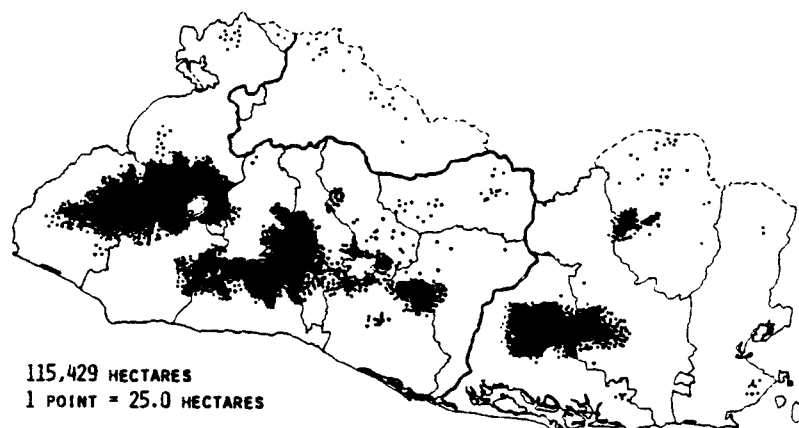 115,429 HECTARES
1 POINT = 25.0 HECTARES